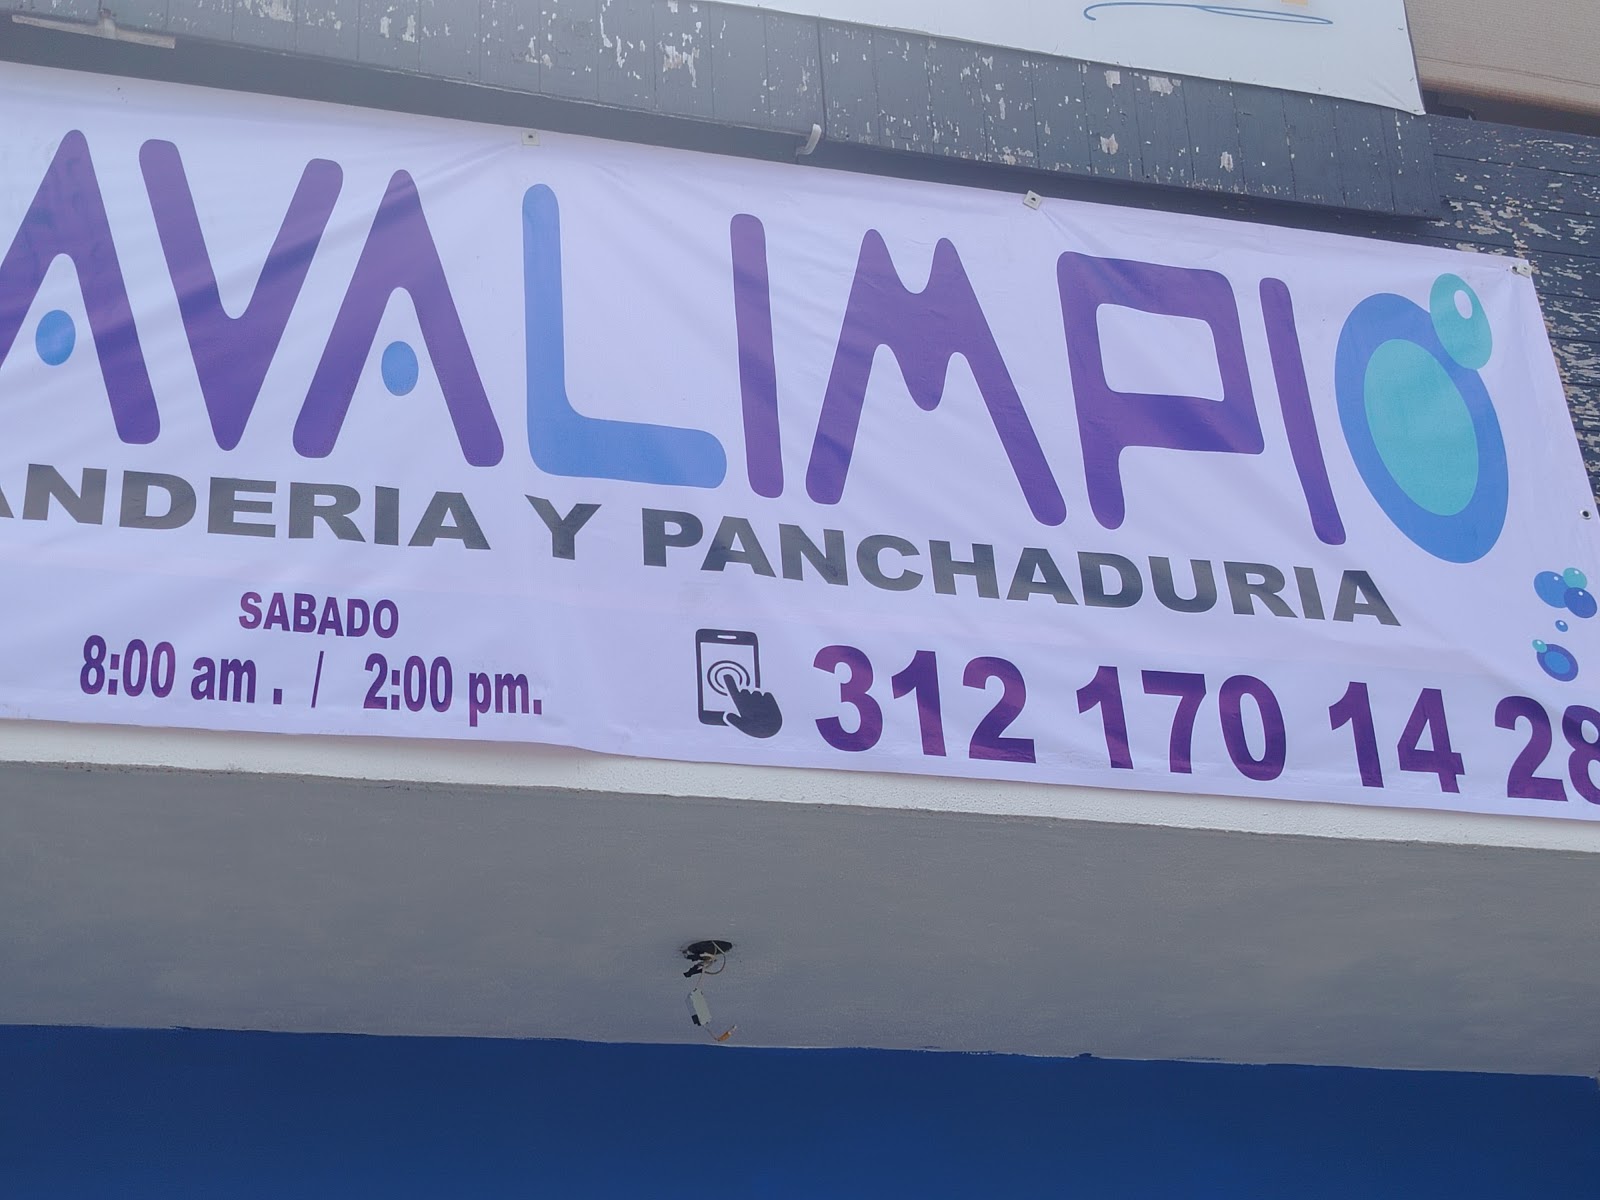 AVALIMPIO
ANDERIA Y PANCHADURIA
SABADO
8:00 am . / 2:00 pm.
312 170 14 28